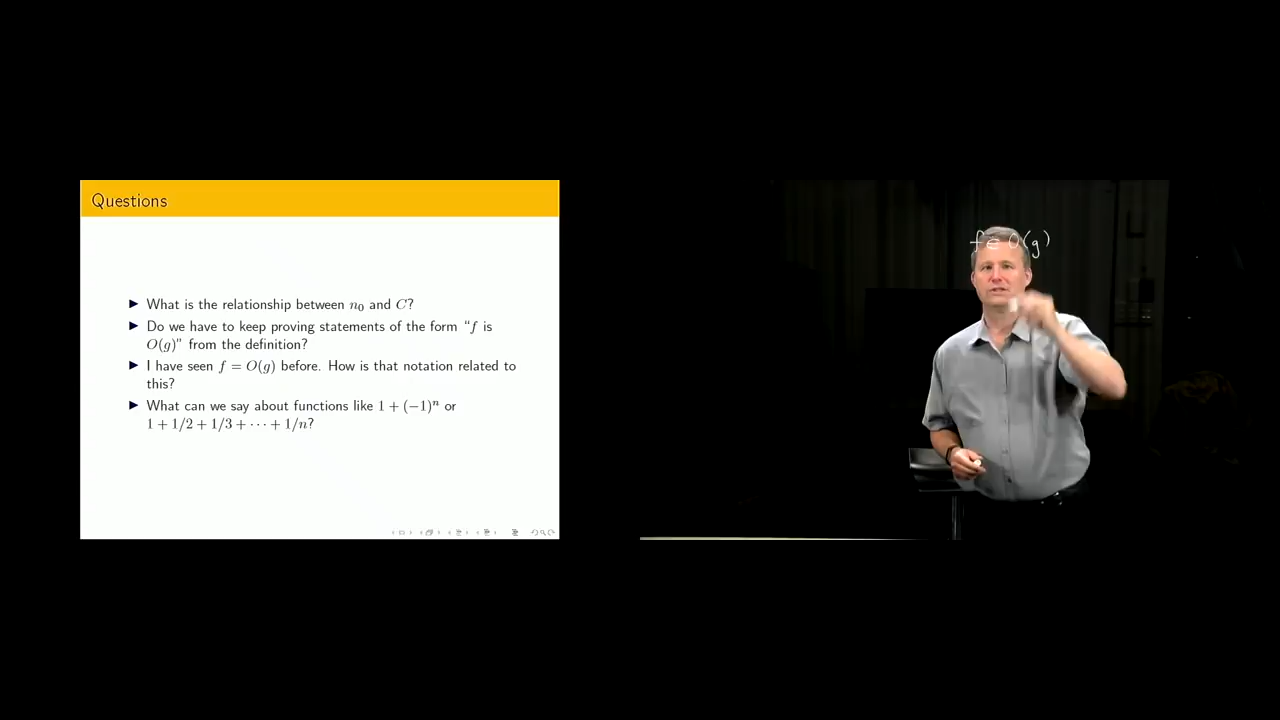 Questions
▶ What is the relationship between n₀ and C?
▶ Do we have to keep proving statements of the form “f is
O(g)” from the definition?
▶ I have seen f = O(g) before. How is that notation related to
this?
▶ What can we say about functions like 1 + (−1)ⁿ or
1 + 1/2 + 1/3 + ⋯ + 1/n?
f ∈ O(g)